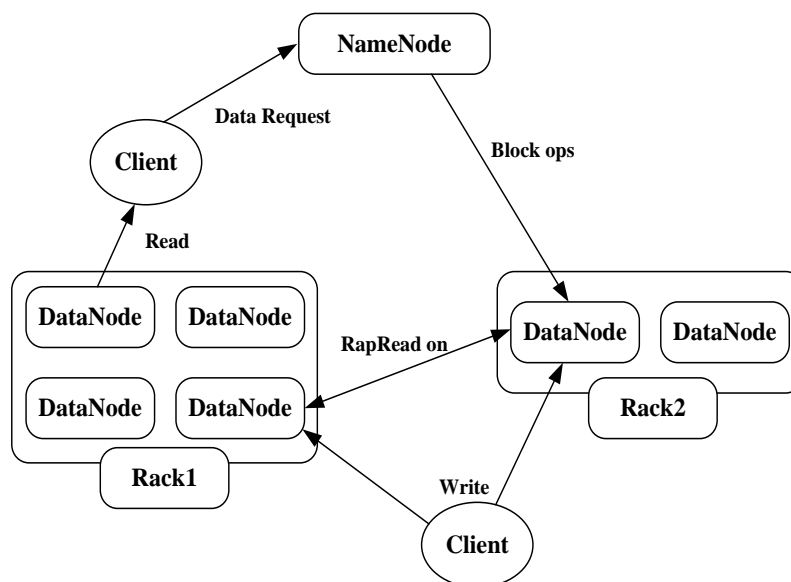 NameNode
Data Request
Client
Block ops
Read
DataNode
DataNode
DataNode
DataNode
RapRead on
DataNode
DataNode
Rack2
Rack1
Write
Client